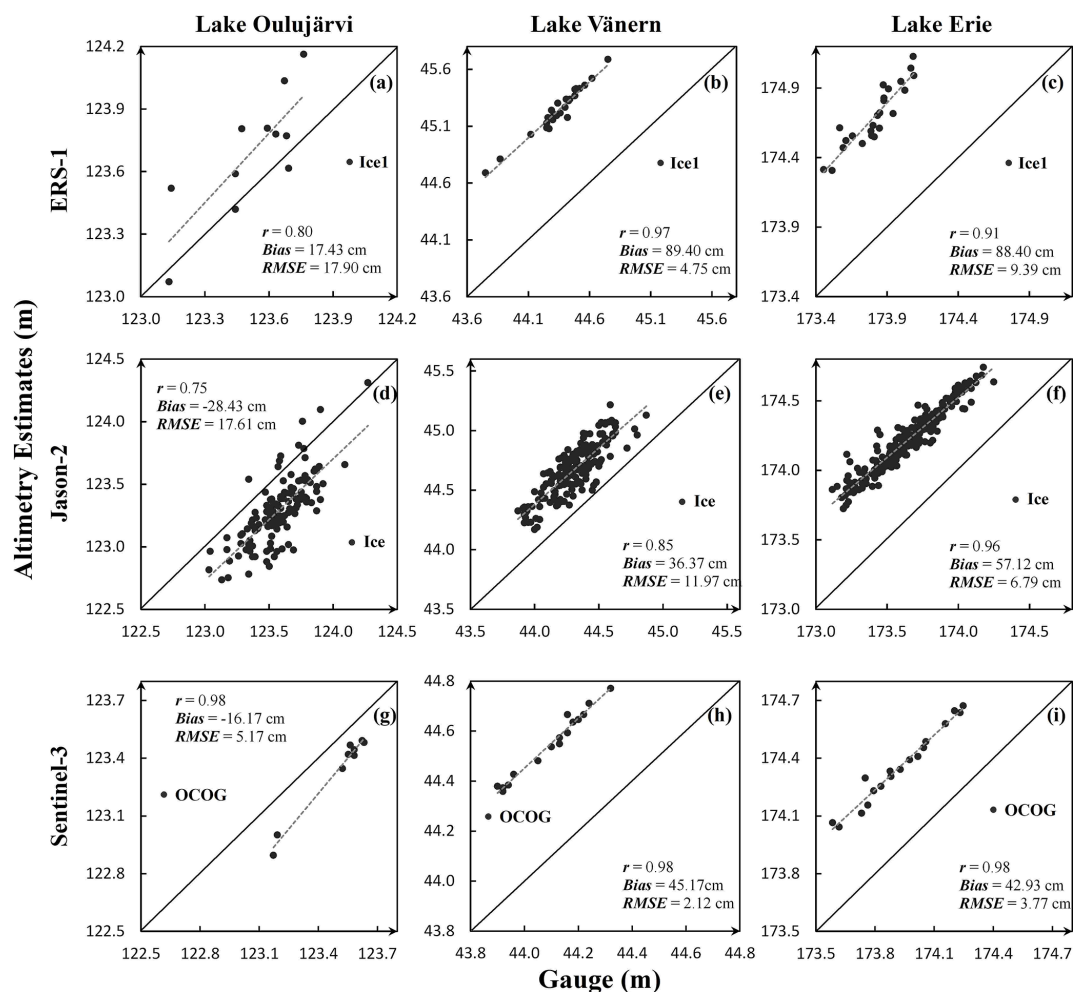 Lake Oulujärvi Lake Vänern Lake Erie
Altimetry Estimates (m)
ERS-1
124.2
123.9
123.6
123.3
123.0
123.0 123.3 123.6 123.9 124.2
(a)
Ice1
r = 0.80
Bias = 17.43 cm
RMSE = 17.90 cm
45.6
45.1
44.6
44.1
43.6
43.6 44.1 44.6 45.1 45.6
(b)
Ice1
r = 0.97
Bias = 89.40 cm
RMSE = 4.75 cm
174.9
174.4
173.9
173.4
173.4 173.9 174.4 174.9
(c)
Ice1
r = 0.91
Bias = 88.40 cm
RMSE = 9.39 cm
Jason-2
124.5
124.0
123.5
123.0
122.5
122.5 123.0 123.5 124.0 124.5
r = 0.75
Bias = -28.43 cm
RMSE = 17.61 cm
(d)
Ice
45.5
45.0
44.5
44.0
43.5
43.5 44.0 44.5 45.0 45.5
(e)
Ice
r = 0.85
Bias = 36.37 cm
RMSE = 11.97 cm
174.5
174.0
173.5
173.0
173.0 173.5 174.0 174.5
(f)
Ice
r = 0.96
Bias = 57.12 cm
RMSE = 6.79 cm
Sentinel-3
123.7
123.4
123.1
122.8
122.5
122.5 122.8 123.1 123.4 123.7
r = 0.98
Bias = -16.17 cm
RMSE = 5.17 cm
(g)
OCOG
44.8
44.6
44.4
44.2
44.0
43.8
43.8 44.0 44.2 44.4 44.6 44.8
(h)
OCOG
r = 0.98
Bias = 45.17cm
RMSE = 2.12 cm
174.7
174.4
174.1
173.8
173.5
173.5 173.8 174.1 174.4 174.7
(i)
OCOG
r = 0.98
Bias = 42.93 cm
RMSE = 3.77 cm
Gauge (m)